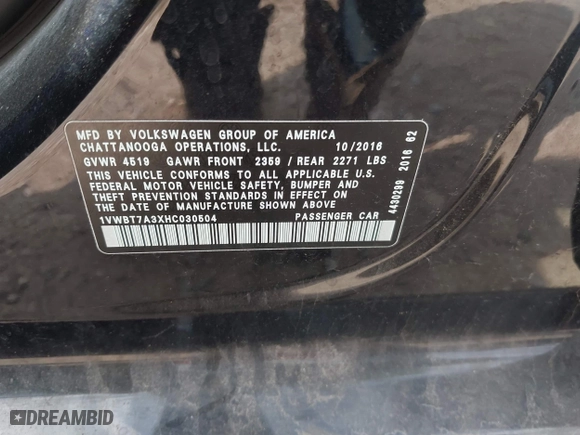 MFD BY VOLKSWAGEN GROUP OF AMERICA
CHATTANOOGA OPERATIONS, LLC. 10/2016
GVWR 4519 GAWR FRONT 2359 / REAR 2271 LBS
THIS VEHICLE CONFORMS TO ALL APPLICABLE U.S.
FEDERAL MOTOR VEHICLE SAFETY, BUMPER AND
THEFT PREVENTION STANDARDS IN EFFECT ON
THE DATE OF MANUFACTURE SHOWN ABOVE
1VWBT7A3XHC030504 PASSENGER CAR
4430299 2016 62
DREAMBID